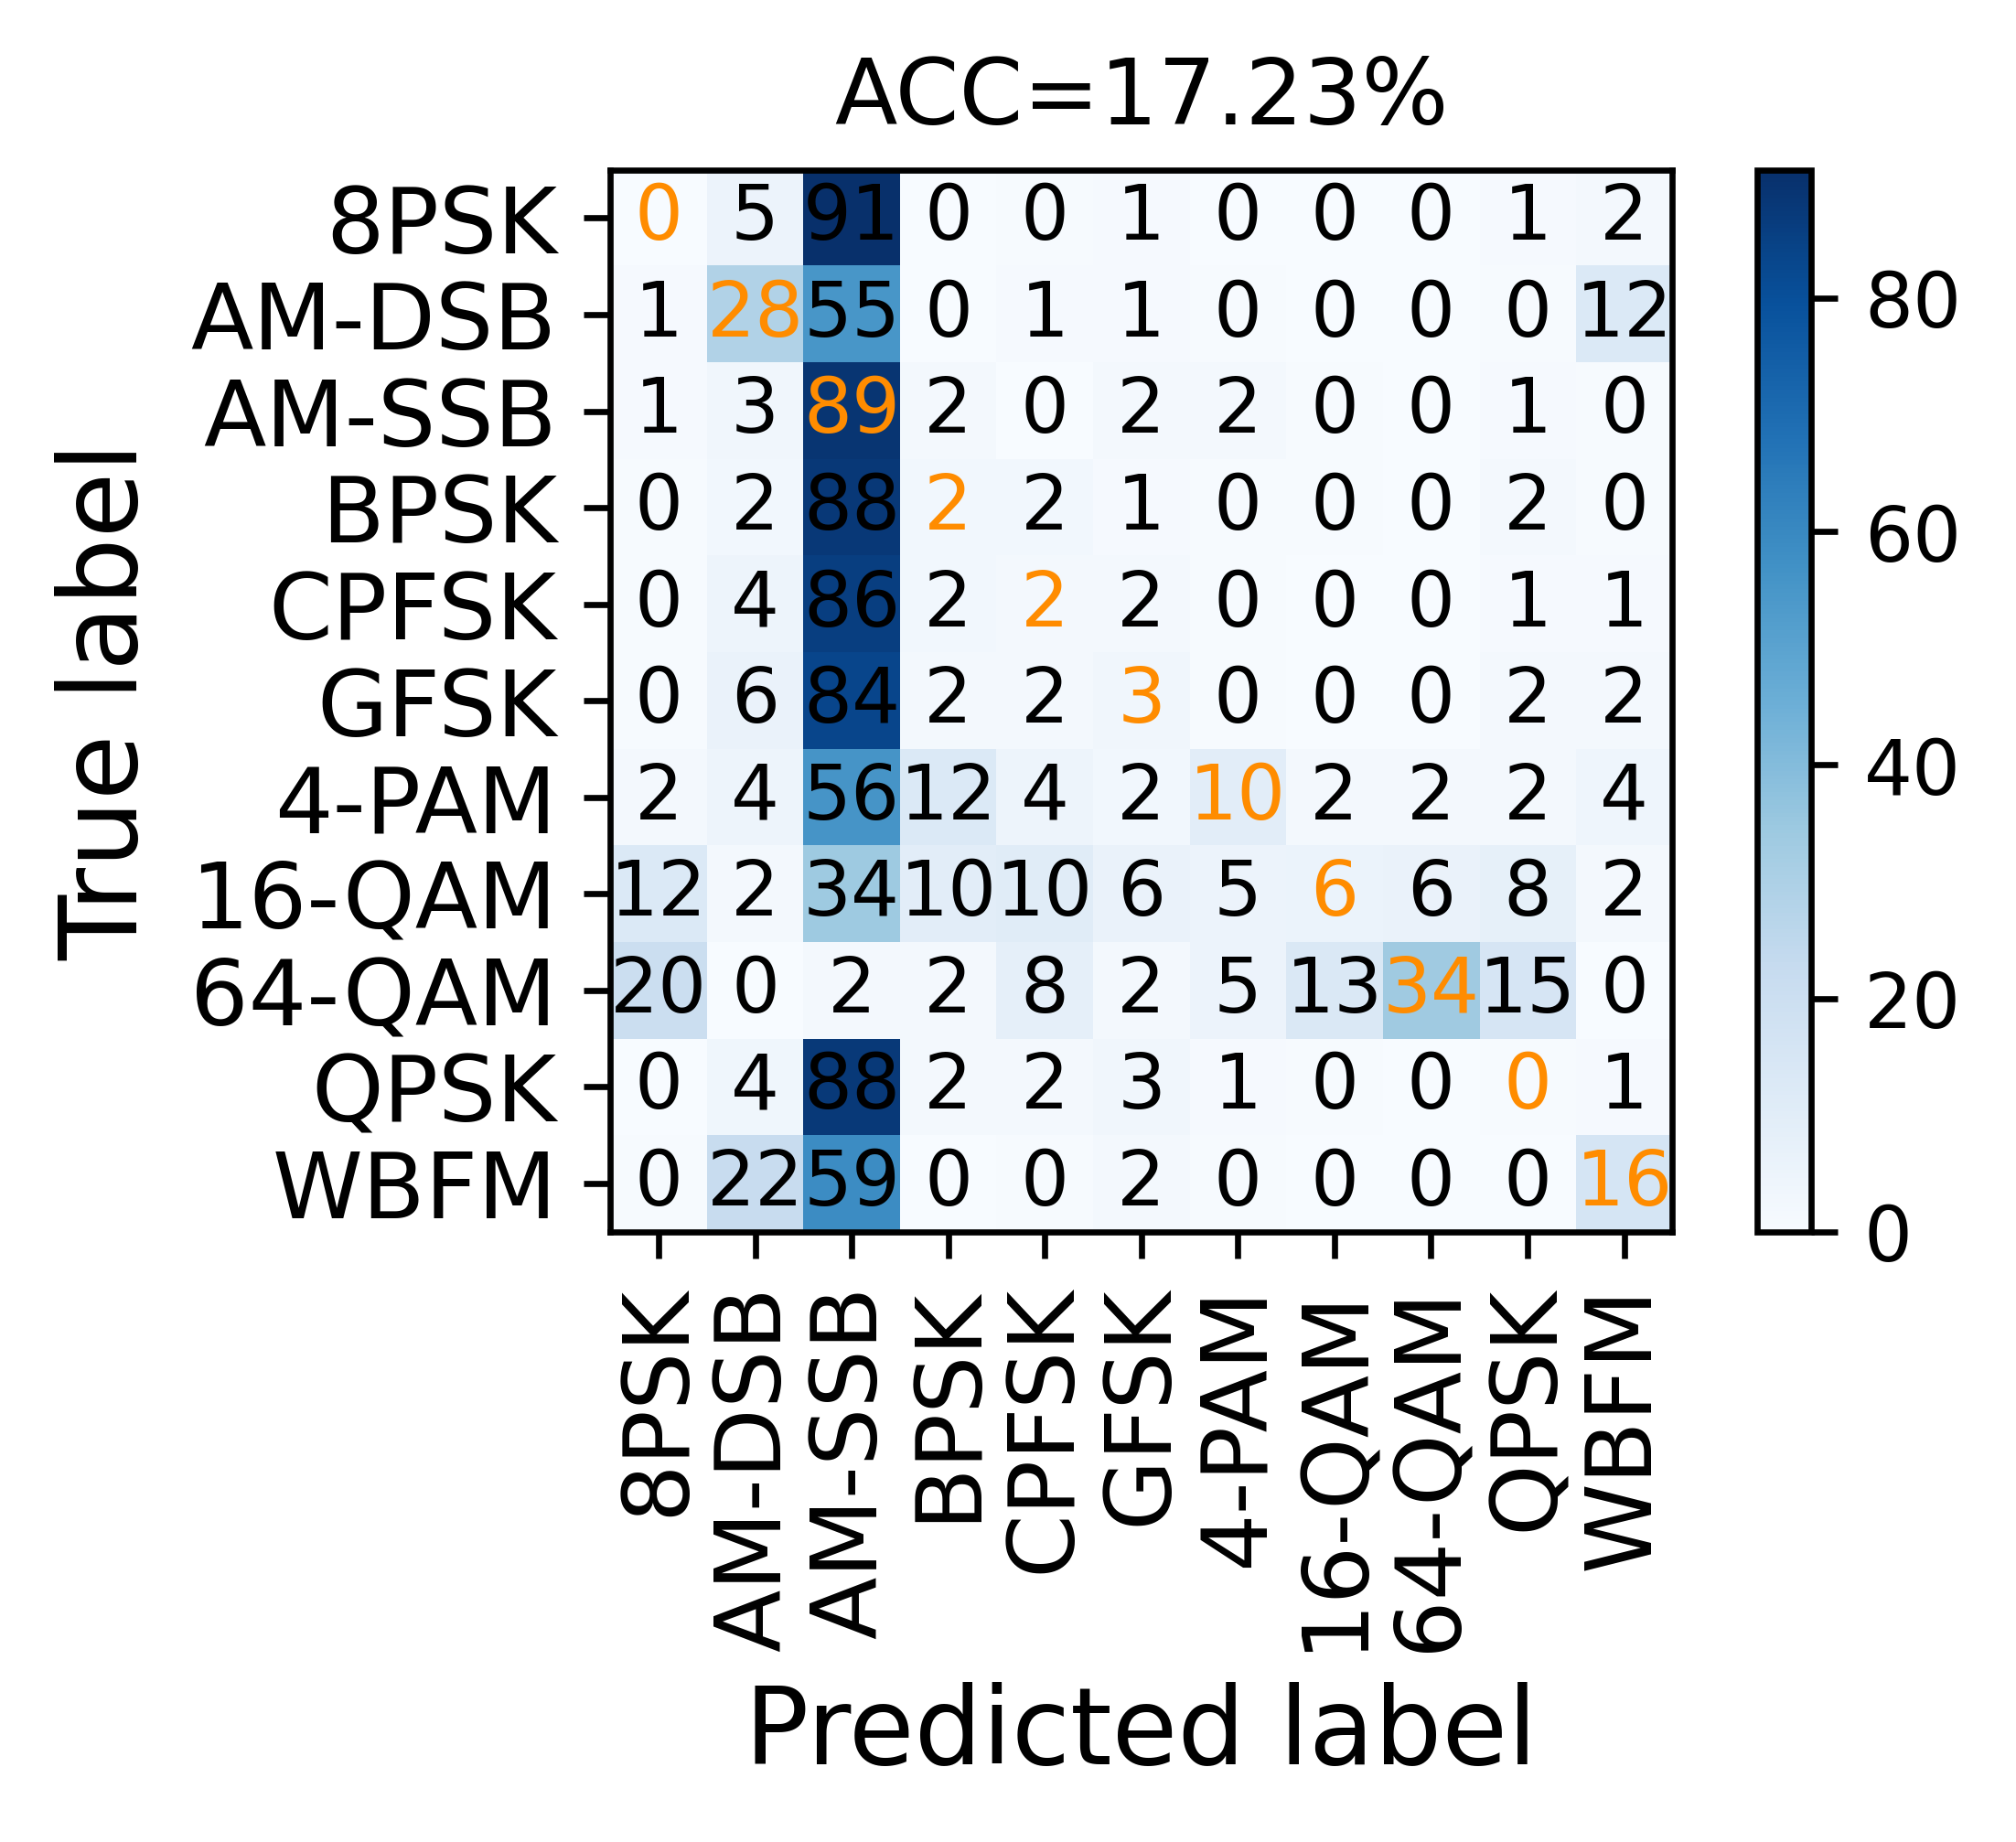 ACC=17.23%
True label
8PSK 0 5 91 0 0 1 0 0 0 1 2
AM-DSB 1 28 55 0 1 1 0 0 0 0 12
AM-SSB 1 3 89 2 0 2 2 0 0 1 0
BPSK 0 2 88 2 2 1 0 0 0 2 0
CPFSK 0 4 86 2 2 2 0 0 0 1 1
GFSK 0 6 84 2 2 3 0 0 0 2 2
4-PAM 2 4 56 12 4 2 10 2 2 2 4
16-QAM 12 2 34 10 10 6 5 6 6 8 2
64-QAM 20 0 2 2 8 2 5 13 34 15 0
QPSK 0 4 88 2 2 3 1 0 0 0 1
WBFM 0 22 59 0 0 2 0 0 0 0 16
8PSK AM-DSB AM-SSB BPSK CPFSK GFSK 4-PAM 16-QAM 64-QAM QPSK WBFM
Predicted label
80
60
40
20
0